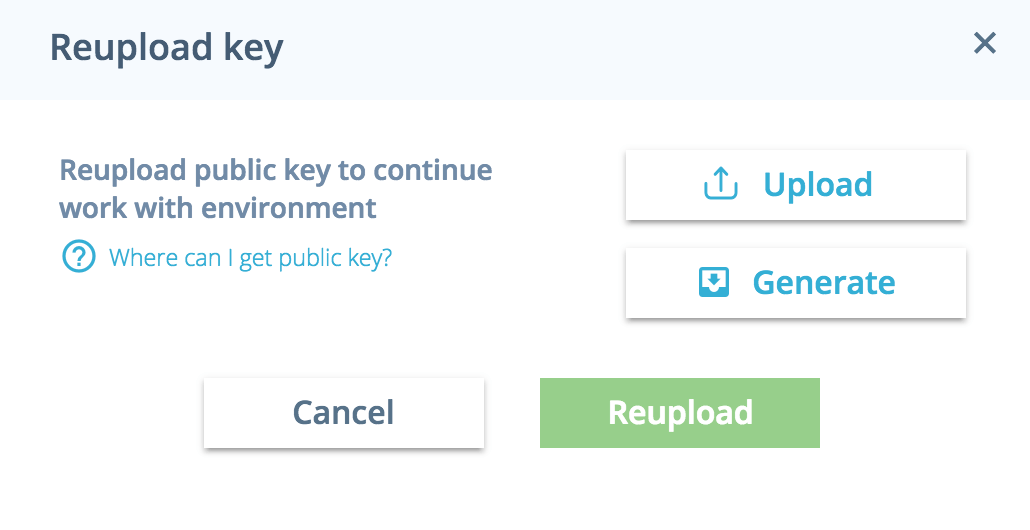 Reupload key
Reupload public key to continue
work with environment
Where can I get public key?
Upload
Generate
Cancel
Reupload